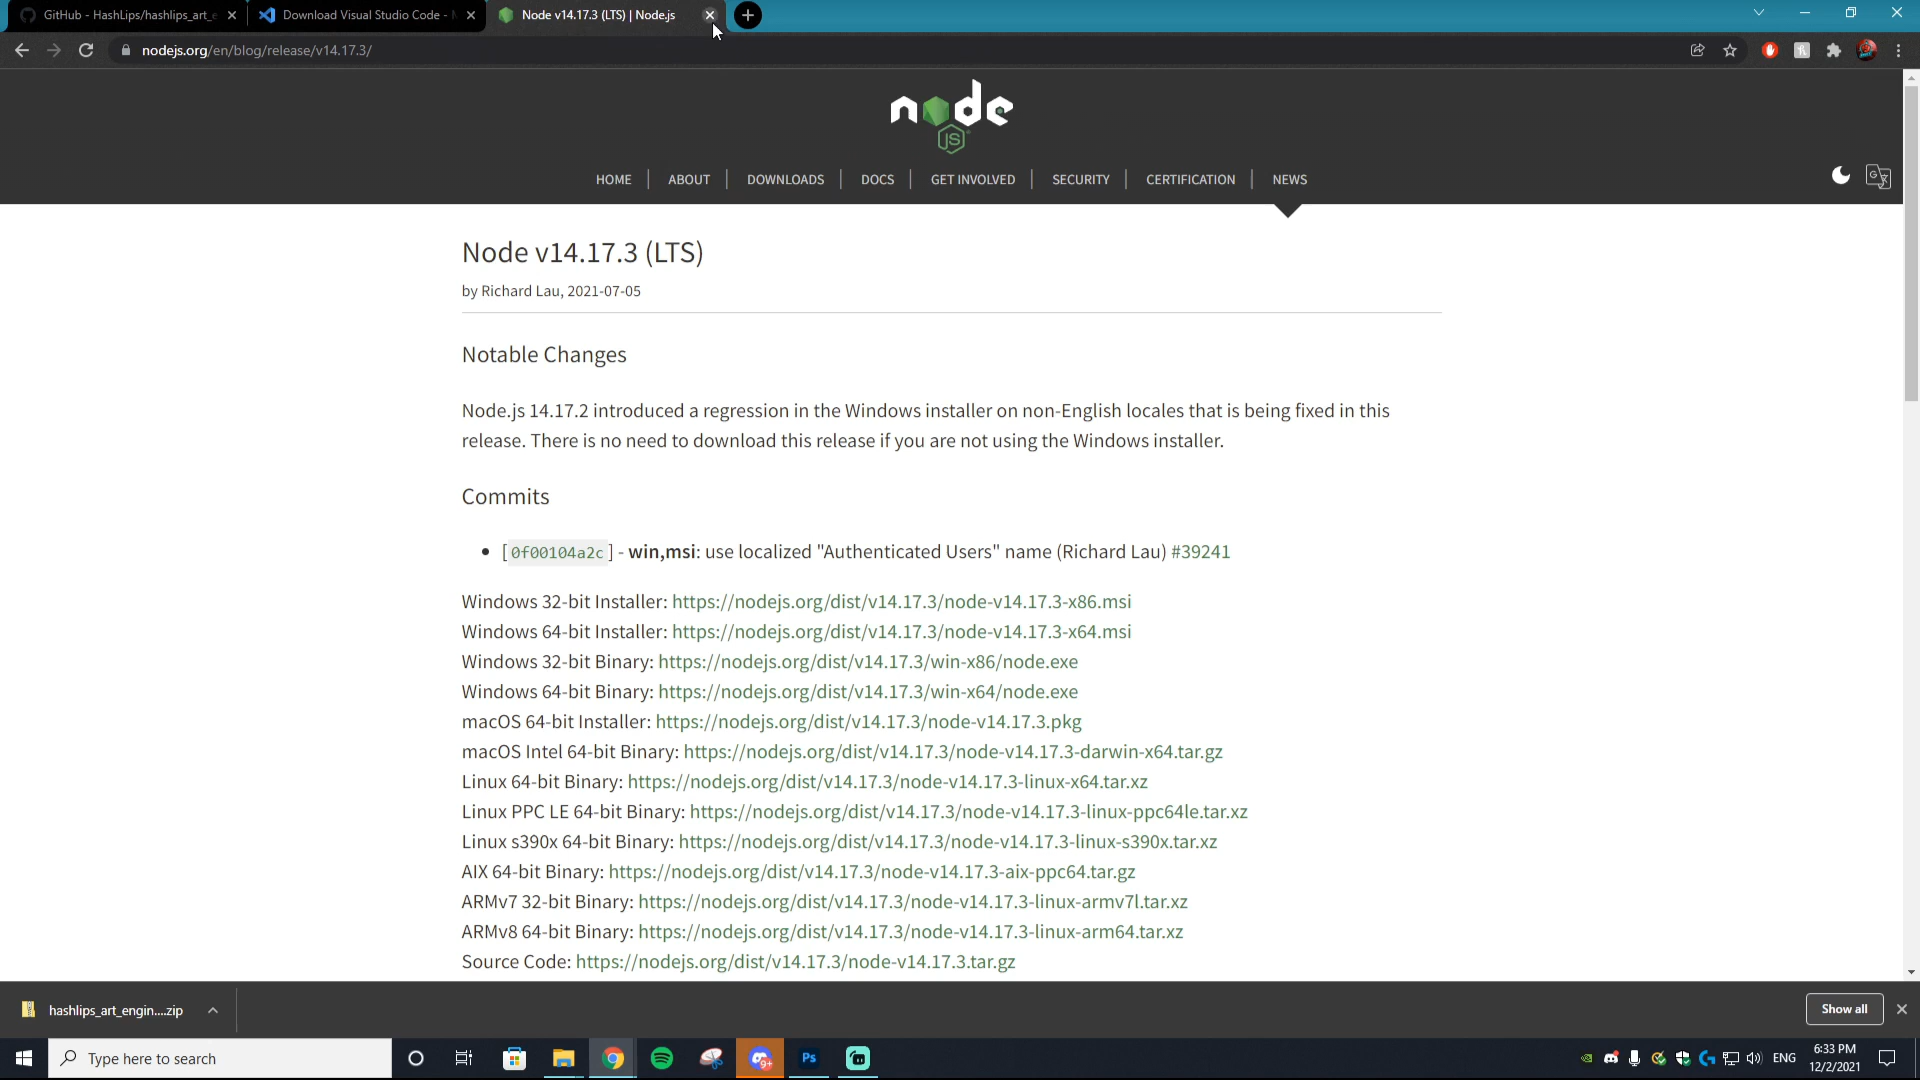 GitHub - HashLips/hashlips_art_e
Download Visual Studio Code - M
Node v14.17.3 (LTS) | Node.js
nodejs.org/en/blog/release/v14.17.3/
node
JS
HOME
ABOUT
DOWNLOADS
DOCS
GET INVOLVED
SECURITY
CERTIFICATION
NEWS
Node v14.17.3 (LTS)
by Richard Lau, 2021-07-05
Notable Changes
Node.js 14.17.2 introduced a regression in the Windows installer on non-English locales that is being fixed in this
release. There is no need to download this release if you are not using the Windows installer.
Commits
• [0f00104a2c] - win,msi: use localized "Authenticated Users" name (Richard Lau) #39241
Windows 32-bit Installer: https://nodejs.org/dist/v14.17.3/node-v14.17.3-x86.msi
Windows 64-bit Installer: https://nodejs.org/dist/v14.17.3/node-v14.17.3-x64.msi
Windows 32-bit Binary: https://nodejs.org/dist/v14.17.3/win-x86/node.exe
Windows 64-bit Binary: https://nodejs.org/dist/v14.17.3/win-x64/node.exe
macOS 64-bit Installer: https://nodejs.org/dist/v14.17.3/node-v14.17.3.pkg
macOS Intel 64-bit Binary: https://nodejs.org/dist/v14.17.3/node-v14.17.3-darwin-x64.tar.gz
Linux 64-bit Binary: https://nodejs.org/dist/v14.17.3/node-v14.17.3-linux-x64.tar.xz
Linux PPC LE 64-bit Binary: https://nodejs.org/dist/v14.17.3/node-v14.17.3-linux-ppc64le.tar.xz
Linux s390x 64-bit Binary: https://nodejs.org/dist/v14.17.3/node-v14.17.3-linux-s390x.tar.xz
AIX 64-bit Binary: https://nodejs.org/dist/v14.17.3/node-v14.17.3-aix-ppc64.tar.gz
ARMv7 32-bit Binary: https://nodejs.org/dist/v14.17.3/node-v14.17.3-linux-armv7l.tar.xz
ARMv8 64-bit Binary: https://nodejs.org/dist/v14.17.3/node-v14.17.3-linux-arm64.tar.xz
Source Code: https://nodejs.org/dist/v14.17.3/node-v14.17.3.tar.gz
hashlips_art_engin....zip
Show all
Type here to search
9+
Ps
ENG
6:33 PM
12/2/2021